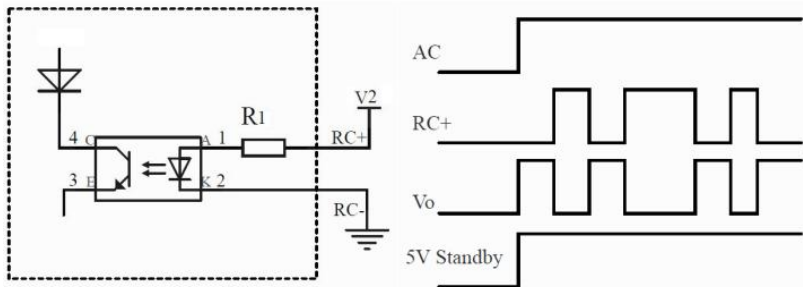 4 C
A 1
R1
V2
RC+
3 E
K 2
RC-
AC
RC+
Vo
5V Standby